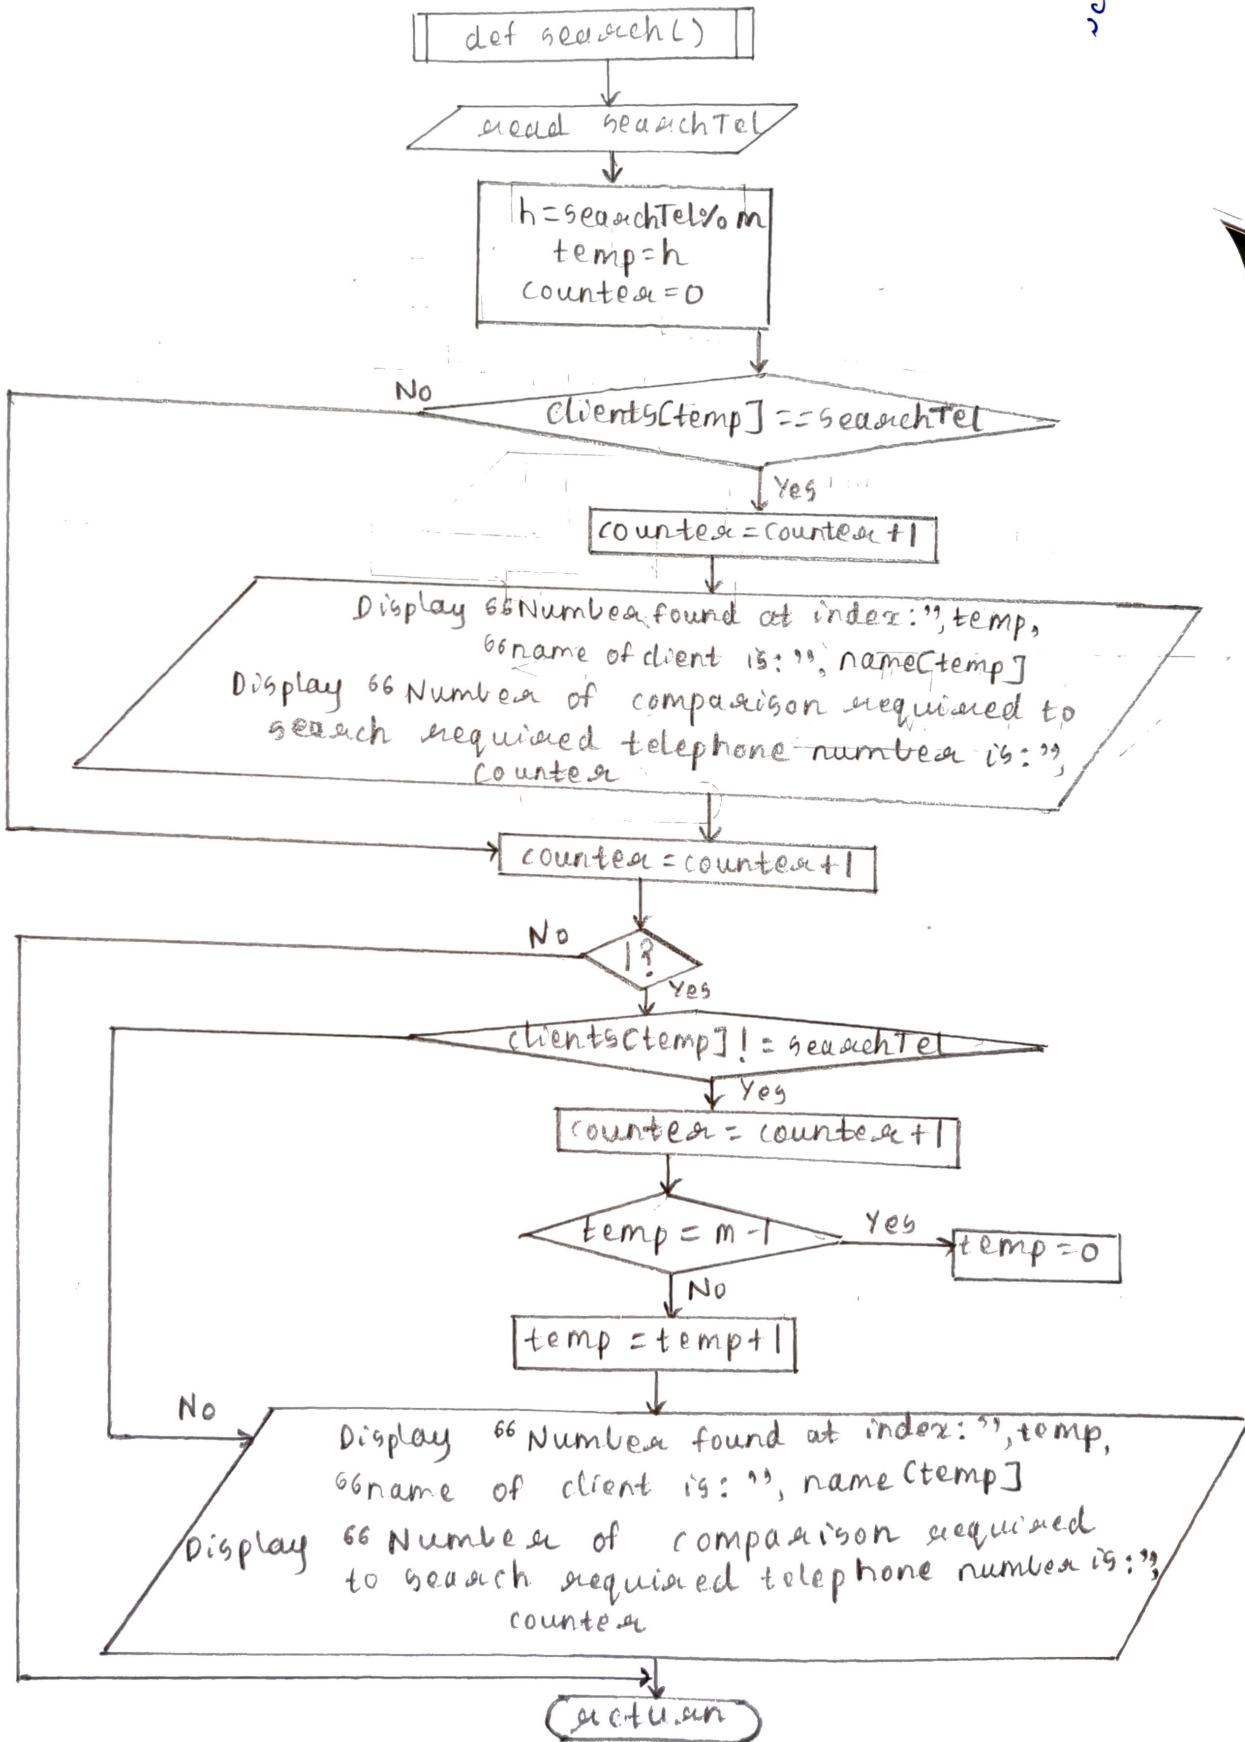 def search()
read searchTel
h=searchTel%m
temp=h
counter=0
No
clients[temp]==searchTel
Yes
counter=counter+1
Display “Number found at index:”,temp,
“name of client is:”, name[temp]
Display “Number of comparison required to
search required telephone number is:”,
counter
counter=counter+1
No
1?
Yes
clients[temp]!=searchTel
Yes
counter=counter+1
temp=m-1
Yes
temp=0
No
temp=temp+1
No
Display “Number found at index:”,temp,
“name of client is:”, name[temp]
Display “Number of comparison required
to search required telephone number is:”,
counter
return